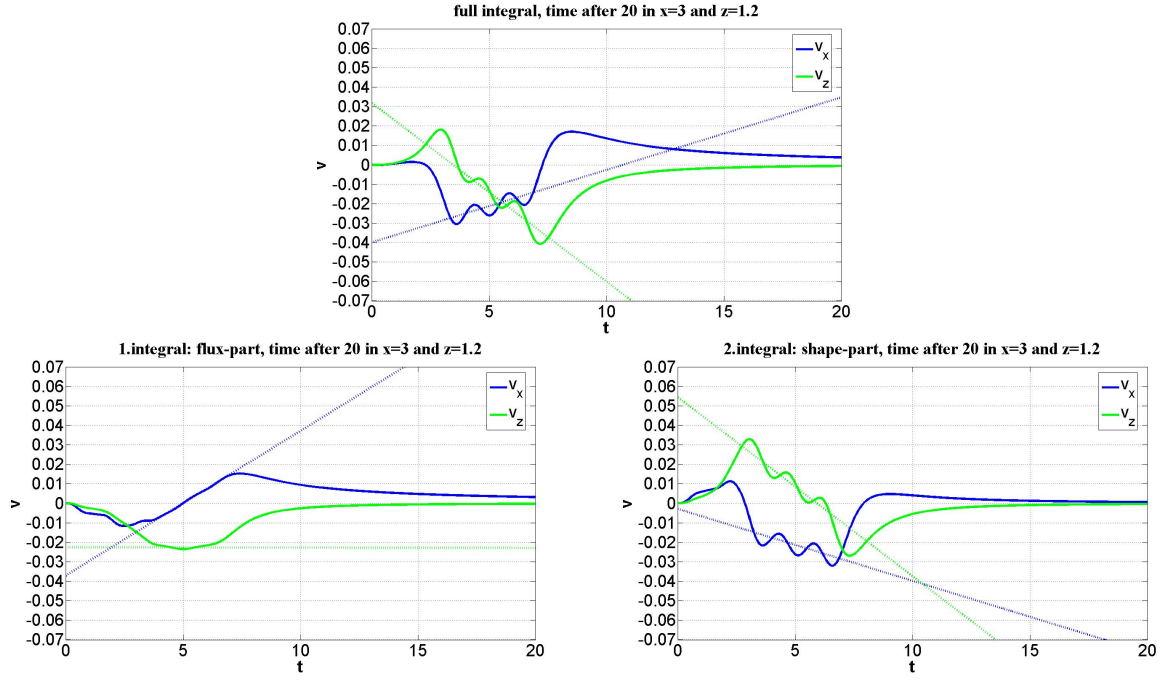 full integral, time after 20 in x=3 and z=1.2
0.07
0.06
0.05
0.04
0.03
0.02
0.01
0
-0.01
-0.02
-0.03
-0.04
-0.05
-0.06
-0.07
v
0 5 10 15 20
t
v_x
v_z
1.integral: flux-part, time after 20 in x=3 and z=1.2
0.07
0.06
0.05
0.04
0.03
0.02
0.01
0
-0.01
-0.02
-0.03
-0.04
-0.05
-0.06
-0.07
v
0 5 10 15 20
t
v_x
v_z
2.integral: shape-part, time after 20 in x=3 and z=1.2
0.07
0.06
0.05
0.04
0.03
0.02
0.01
0
-0.01
-0.02
-0.03
-0.04
-0.05
-0.06
-0.07
v
0 5 10 15 20
t
v_x
v_z